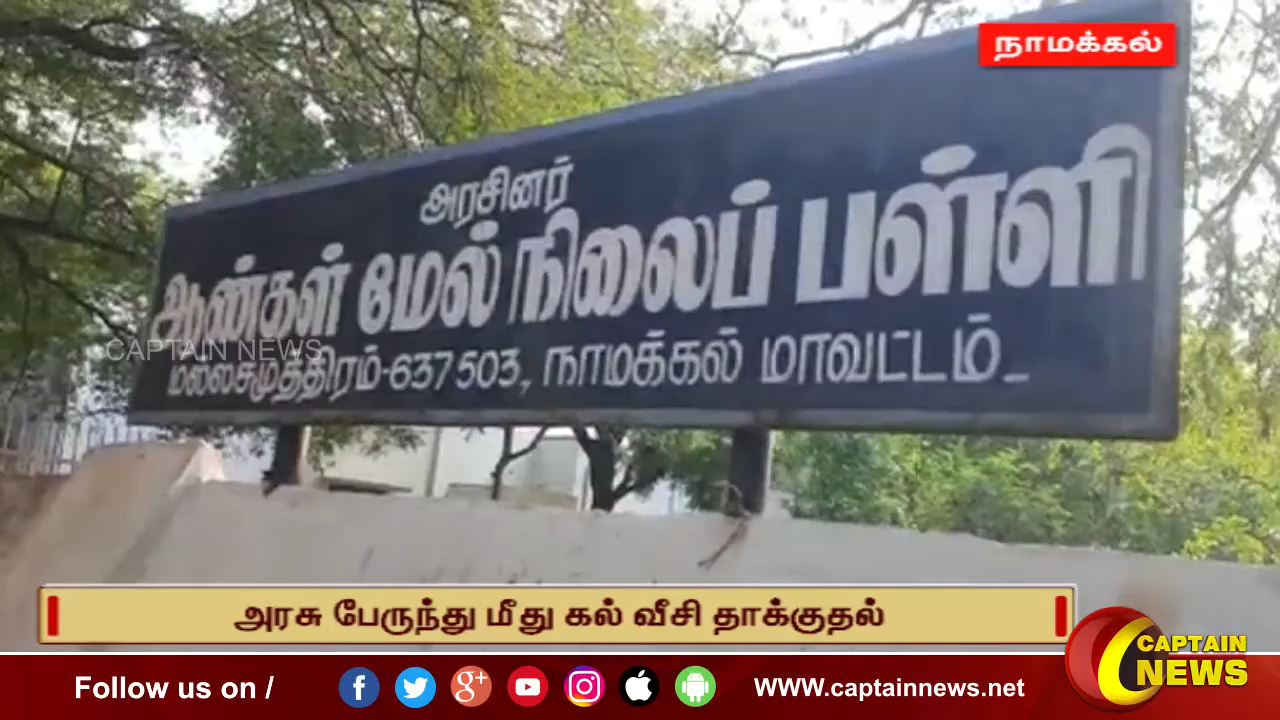 நாமக்கல்
அரசினர்
ஆண்கள் மேல் நிலைப் பள்ளி
CAPTAIN NEWS
மல்லசமுத்திரம்-637503, நாமக்கல் மாவட்டம்_
அரசு பேருந்து மீது கல் வீசி தாக்குதல்
CAPTAIN
NEWS
Follow us on / WWW.captainnews.net